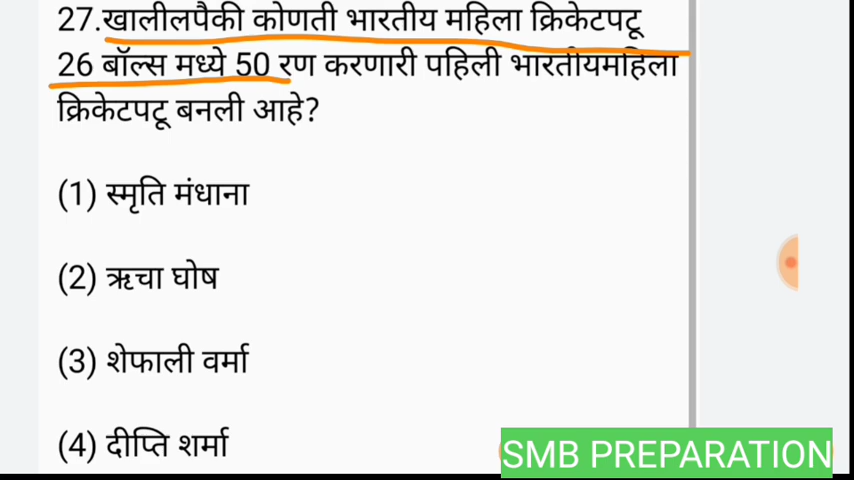 27.खालीलपैकी कोणती भारतीय महिला क्रिकेटपटू
26 बॉल्स मध्ये 50 रण करणारी पहिली भारतीयमहिला
क्रिकेटपटू बनली आहे?
(1) स्मृति मंधाना
(2) ऋचा घोष
(3) शेफाली वर्मा
(4) दीप्ति शर्मा
SMB PREPARATION